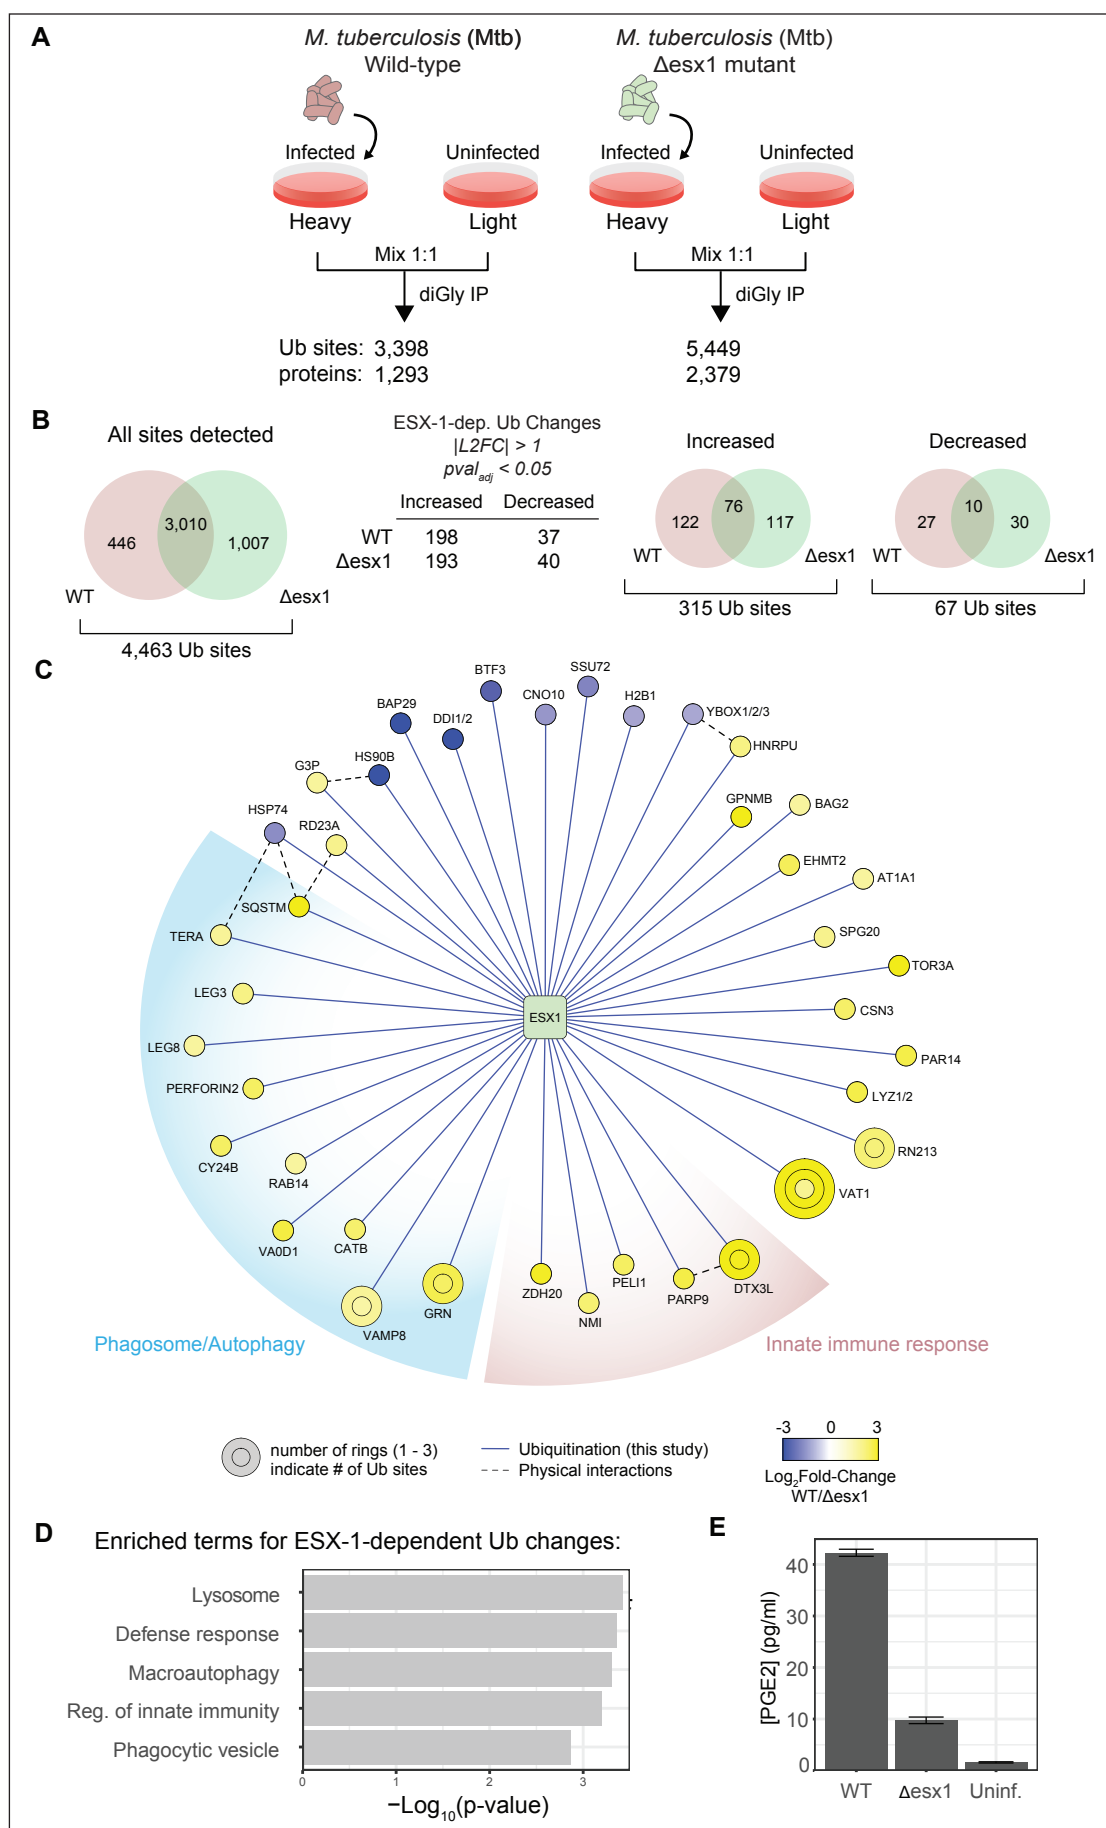 A
M. tuberculosis (Mtb)
Wild-type
M. tuberculosis (Mtb)
Δesx1 mutant
Infected
Uninfected
Infected
Uninfected
Heavy
Light
Heavy
Light
Mix 1:1
Mix 1:1
diGly IP
diGly IP
Ub sites: 3,398
5,449
proteins: 1,293
2,379
B
All sites detected
446
3,010
1,007
WT
Δesx1
4,463 Ub sites
ESX-1-dep. Ub Changes
|L2FC| > 1
pval_adj < 0.05
Increased Decreased
WT 198 37
Δesx1 193 40
Increased
122
76
117
WT
Δesx1
315 Ub sites
Decreased
27
10
30
WT
Δesx1
67 Ub sites
C
BTF3
SSU72
CNO10
H2B1
YBOX1/2/3
BAP29
DDI1/2
HNRPU
G3P
HS90B
GPNMB
BAG2
HSP74
RD23A
EHMT2
AT1A1
SQSTM
TERA
SPG20
TOR3A
LEG3
CSN3
ESX1
LEG8
PAR14
PERFORIN2
LYZ1/2
CY24B
RAB14
RN213
VAT1
VA0D1
CATB
VAMP8
GRN
ZDH20
NMI
PELI1
PARP9
DTX3L
Phagosome/Autophagy
Innate immune response
number of rings (1 - 3)
indicate # of Ub sites
Ubiquitination (this study)
Physical interactions
-3 0 3
Log2Fold-Change
WT/Δesx1
D
Enriched terms for ESX-1-dependent Ub changes:
Lysosome
Defense response
Macroautophagy
Reg. of innate immunity
Phagocytic vesicle
0 1 2 3
−Log10(p-value)
E
[PGE2] (pg/ml)
40
30
20
10
0
WT Δesx1 Uninf.